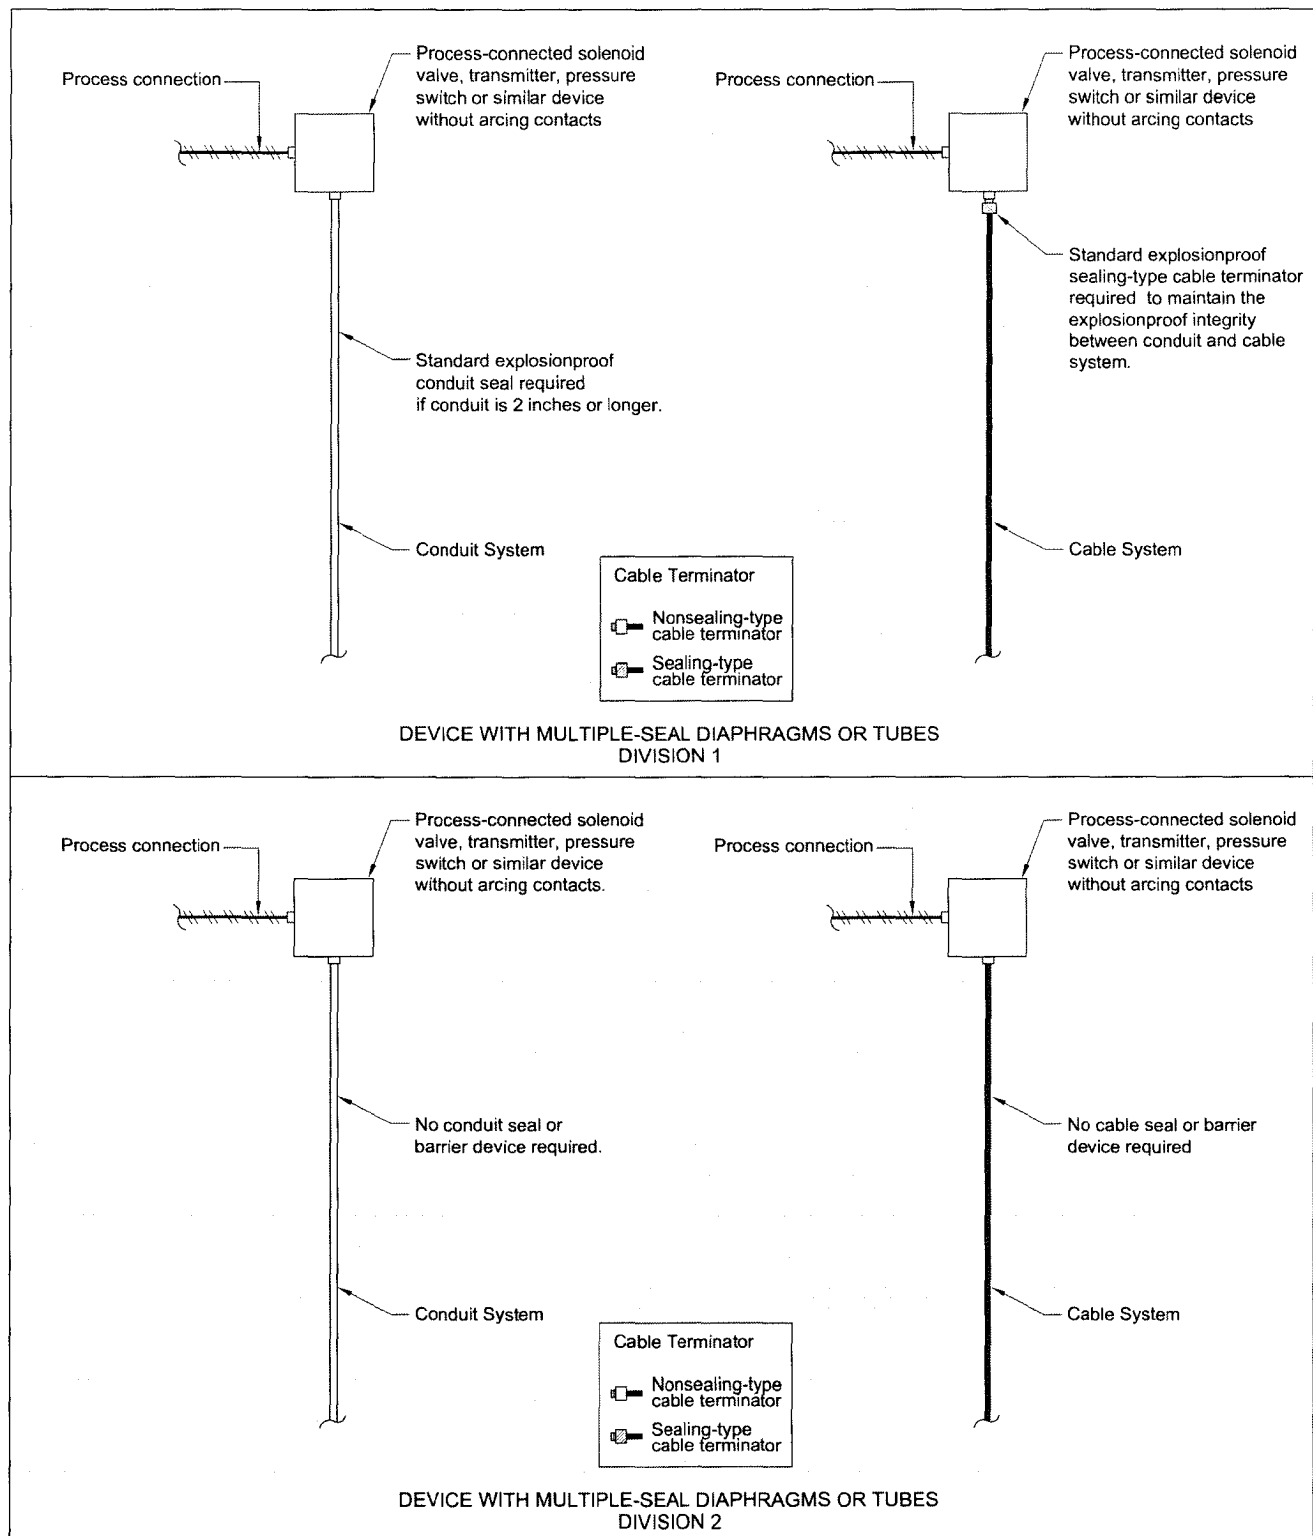 Process connection
Process-connected solenoid
valve, transmitter, pressure
switch or similar device
without arcing contacts
Standard explosionproof
conduit seal required
if conduit is 2 inches or longer.
Conduit System
Process connection
Process-connected solenoid
valve, transmitter, pressure
switch or similar device
without arcing contacts
Standard explosionproof
sealing-type cable terminator
required to maintain the
explosionproof integrity
between conduit and cable
system.
Cable System
Cable Terminator
Nonsealing-type
cable terminator
Sealing-type
cable terminator
DEVICE WITH MULTIPLE-SEAL DIAPHRAGMS OR TUBES
DIVISION 1
Process connection
Process-connected solenoid
valve, transmitter, pressure
switch or similar device
without arcing contacts.
No conduit seal or
barrier device required.
Conduit System
Process connection
Process-connected solenoid
valve, transmitter, pressure
switch or similar device
without arcing contacts
No cable seal or barrier
device required
Cable System
Cable Terminator
Nonsealing-type
cable terminator
Sealing-type
cable terminator
DEVICE WITH MULTIPLE-SEAL DIAPHRAGMS OR TUBES
DIVISION 2